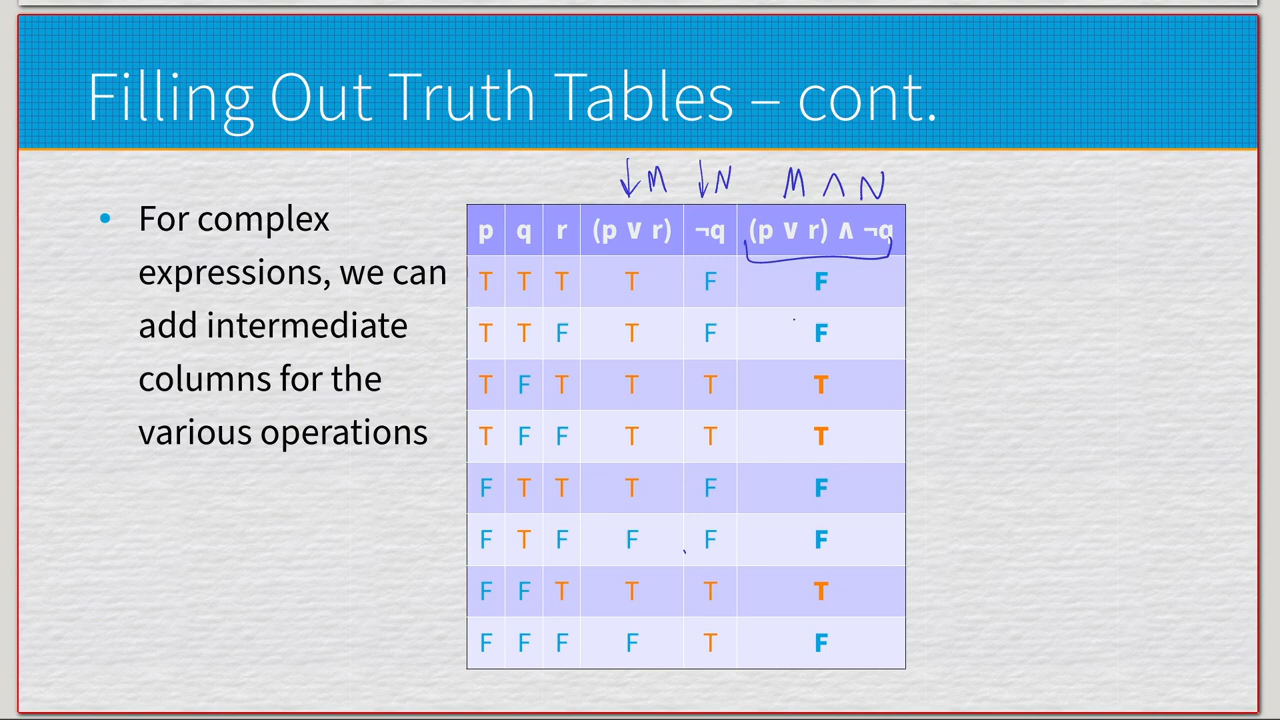 Filling Out Truth Tables – cont.
↓M ↓N M ∧ N
• For complex
expressions, we can
add intermediate
columns for the
various operations
p q r (p ∨ r) ¬q (p ∨ r) ∧ ¬q
T T T T F F
T T F T F F
T F T T T T
T F F T T T
F T T T F F
F T F F F F
F F T T T T
F F F F T F